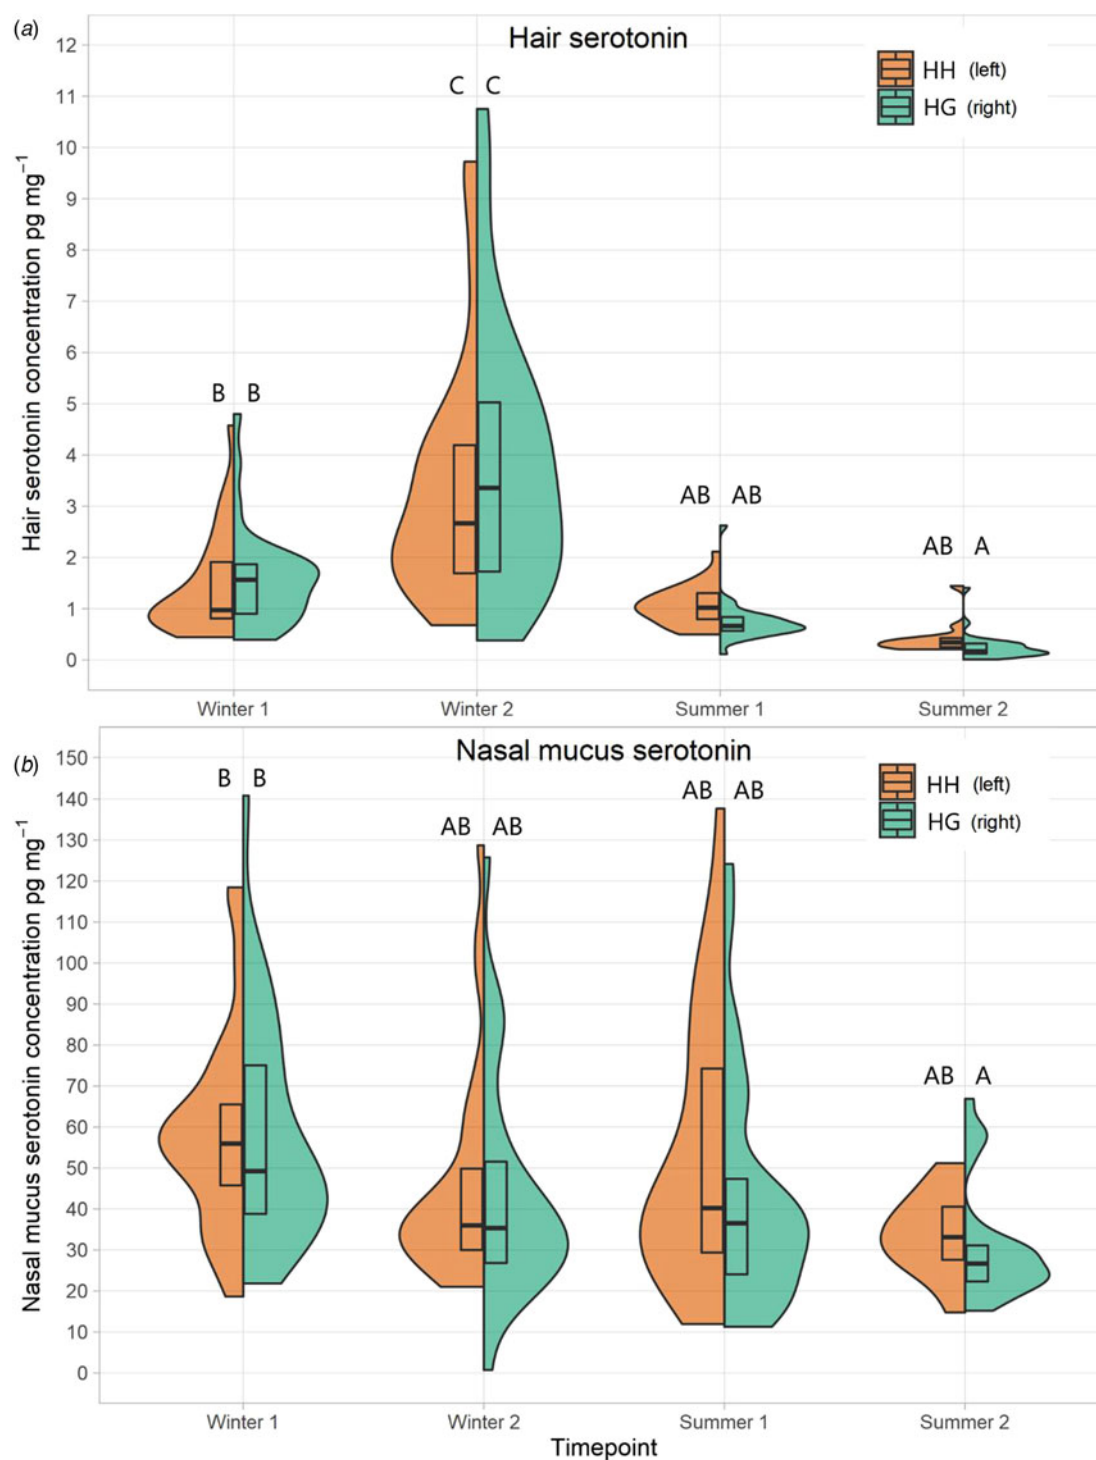 (a)
Hair serotonin
HH (left)
HG (right)
Hair serotonin concentration pg mg⁻¹
12
11
10
9
8
7
6
5
4
3
2
1
0
B B
C C
AB AB
AB A
Winter 1 Winter 2 Summer 1 Summer 2
(b)
Nasal mucus serotonin
HH (left)
HG (right)
Nasal mucus serotonin concentration pg mg⁻¹
150
140
130
120
110
100
90
80
70
60
50
40
30
20
10
0
B B
AB AB
AB AB
AB A
Winter 1 Winter 2 Summer 1 Summer 2
Timepoint